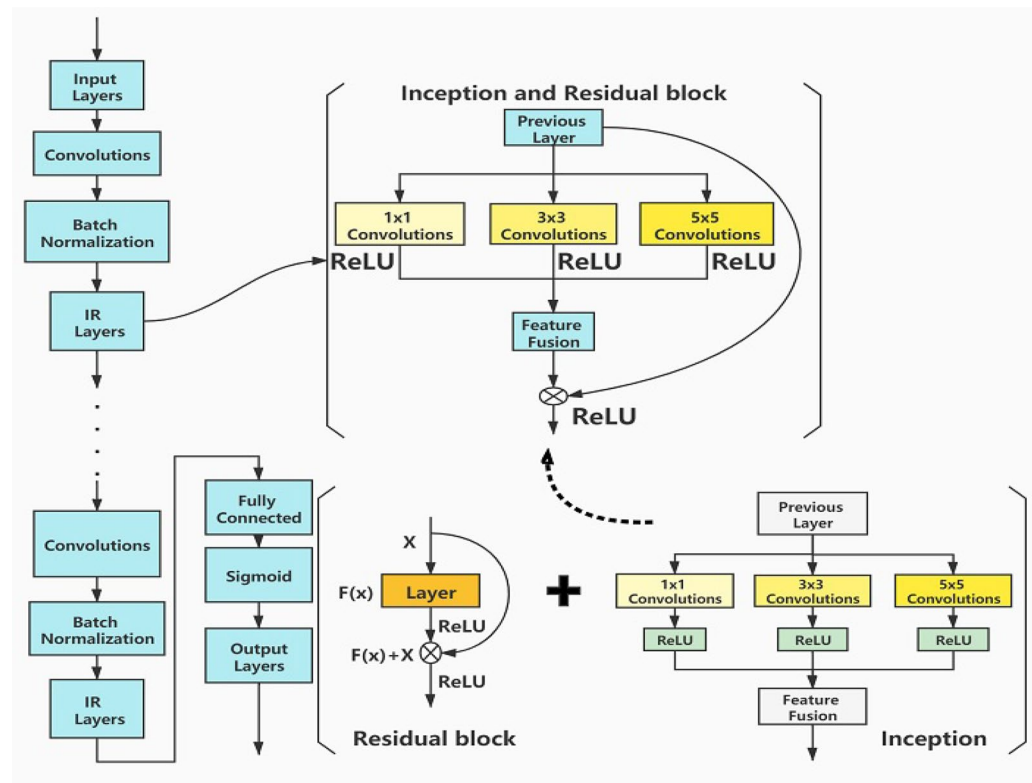 Input
Layers
Convolutions
Batch
Normalization
IR
Layers
Convolutions
Batch
Normalization
IR
Layers
Fully
Connected
Sigmoid
Output
Layers
Inception and Residual block
Previous
Layer
1x1
Convolutions
3x3
Convolutions
5x5
Convolutions
ReLU
ReLU
ReLU
Feature
Fusion
ReLU
X
F(x)
Layer
ReLU
F(x)+X
ReLU
Residual block
+
Previous
Layer
1x1
Convolutions
3x3
Convolutions
5x5
Convolutions
ReLU
ReLU
ReLU
Feature
Fusion
Inception